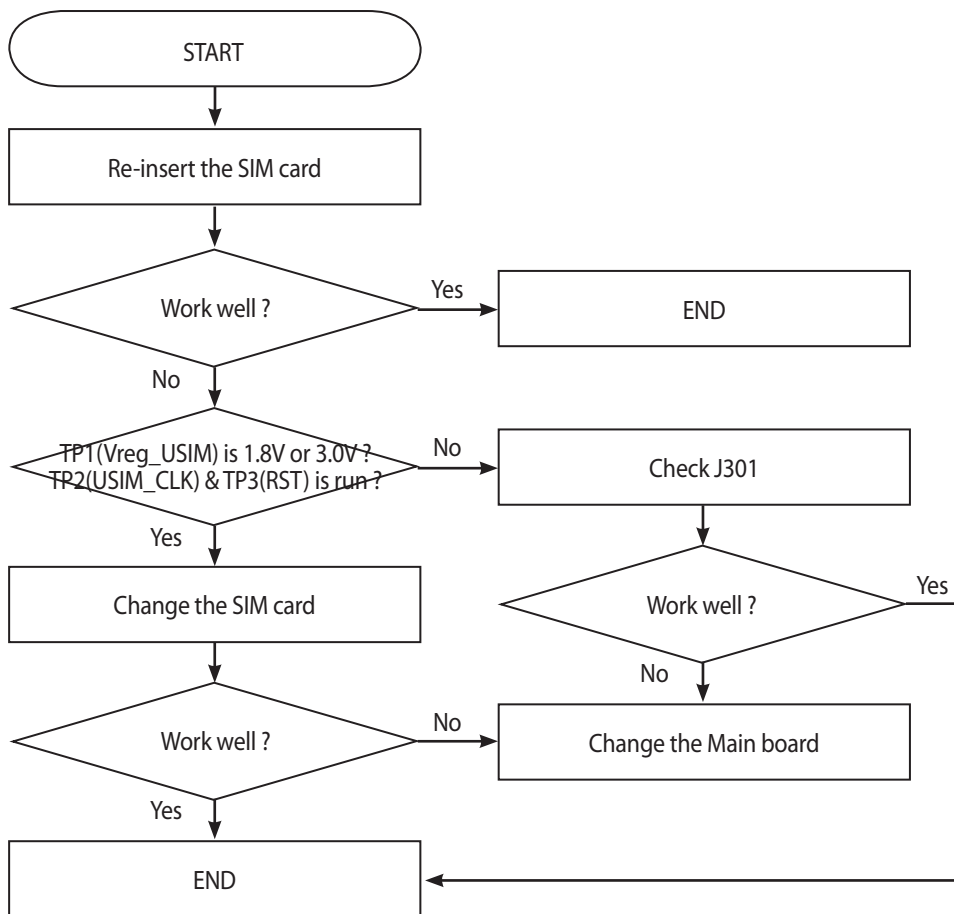 START
Re-insert the SIM card
Work well ?
Yes
END
No
TP1(Vreg_USIM) is 1.8V or 3.0V ?
TP2(USIM_CLK) & TP3(RST) is run ?
No
Check J301
Yes
Change the SIM card
Work well ?
Yes
No
Work well ?
No
Change the Main board
Yes
END